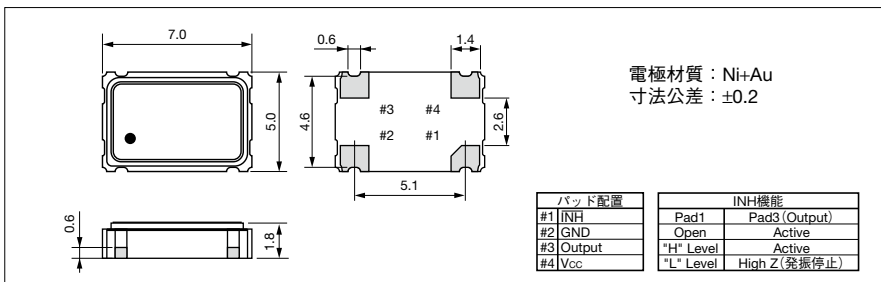 7.0
5.0
0.6
1.8
0.6
1.4
4.6
2.6
5.1
#3 #4
#2 #1
電極材質：Ni+Au
寸法公差：±0.2
パッド配置
#1 INH
#2 GND
#3 Output
#4 Vcc
INH機能
Pad1 Pad3(Output)
Open Active
"H" Level Active
"L" Level High Z(発振停止)